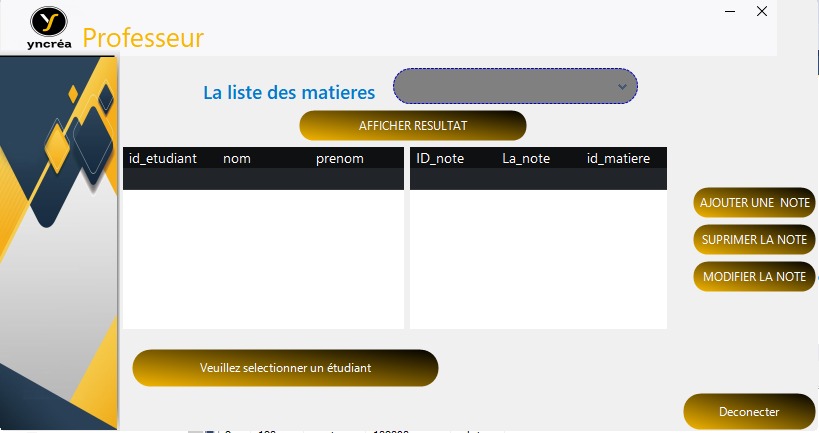 yncréa
Professeur
La liste des matieres
AFFICHER RESULTAT
id_etudiant nom prenom
ID_note La_note id_matiere
AJOUTER UNE NOTE
SUPRIMER LA NOTE
MODIFIER LA NOTE
Veuillez selectionner un étudiant
Deconecter